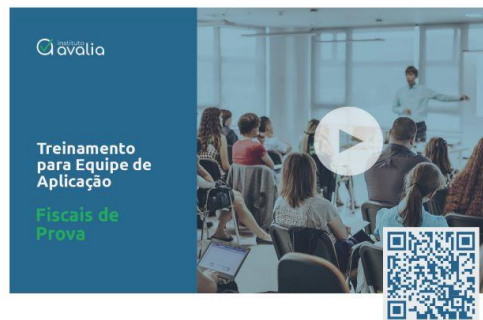 instituto
avalia
Treinamento
para Equipe de
Aplicação
Fiscais de
Prova